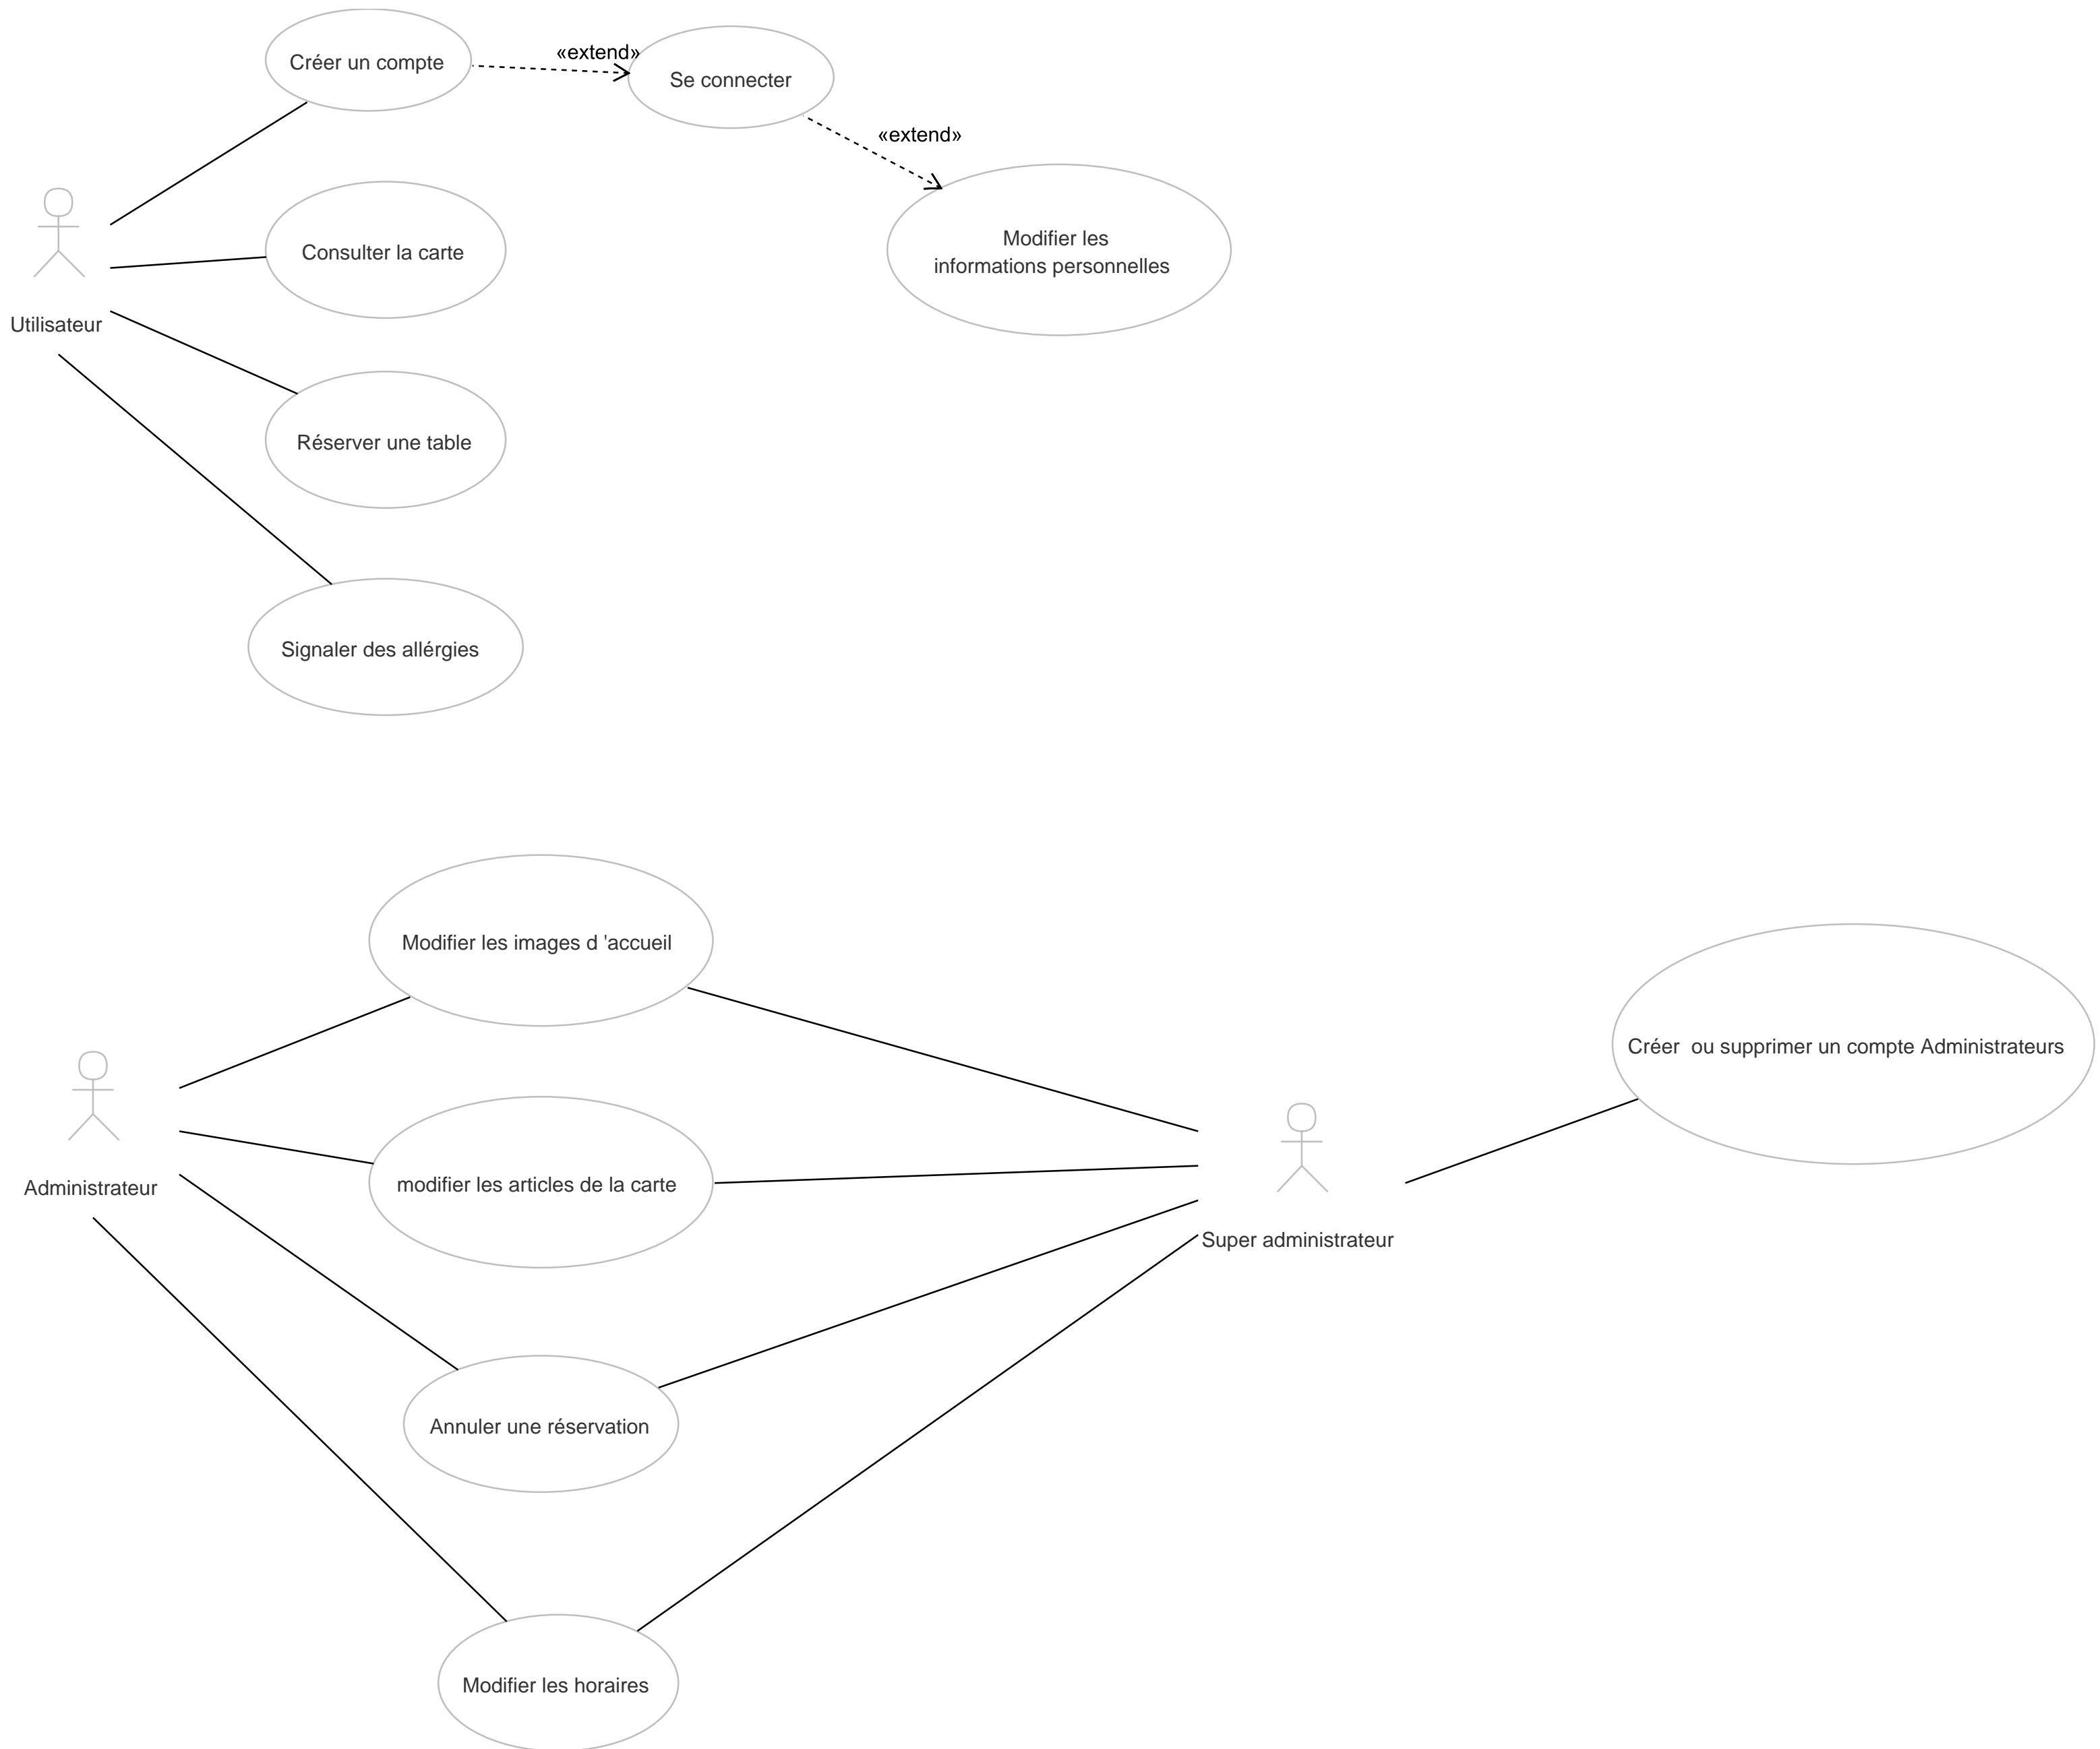 Créer un compte
«extend»
Se connecter
«extend»
Modifier les
informations personnelles
Consulter la carte
Utilisateur
Réserver une table
Signaler des allérgies
Modifier les images d 'accueil
Créer  ou supprimer un compte Administrateurs
Administrateur
modifier les articles de la carte
Super administrateur
Annuler une réservation
Modifier les horaires